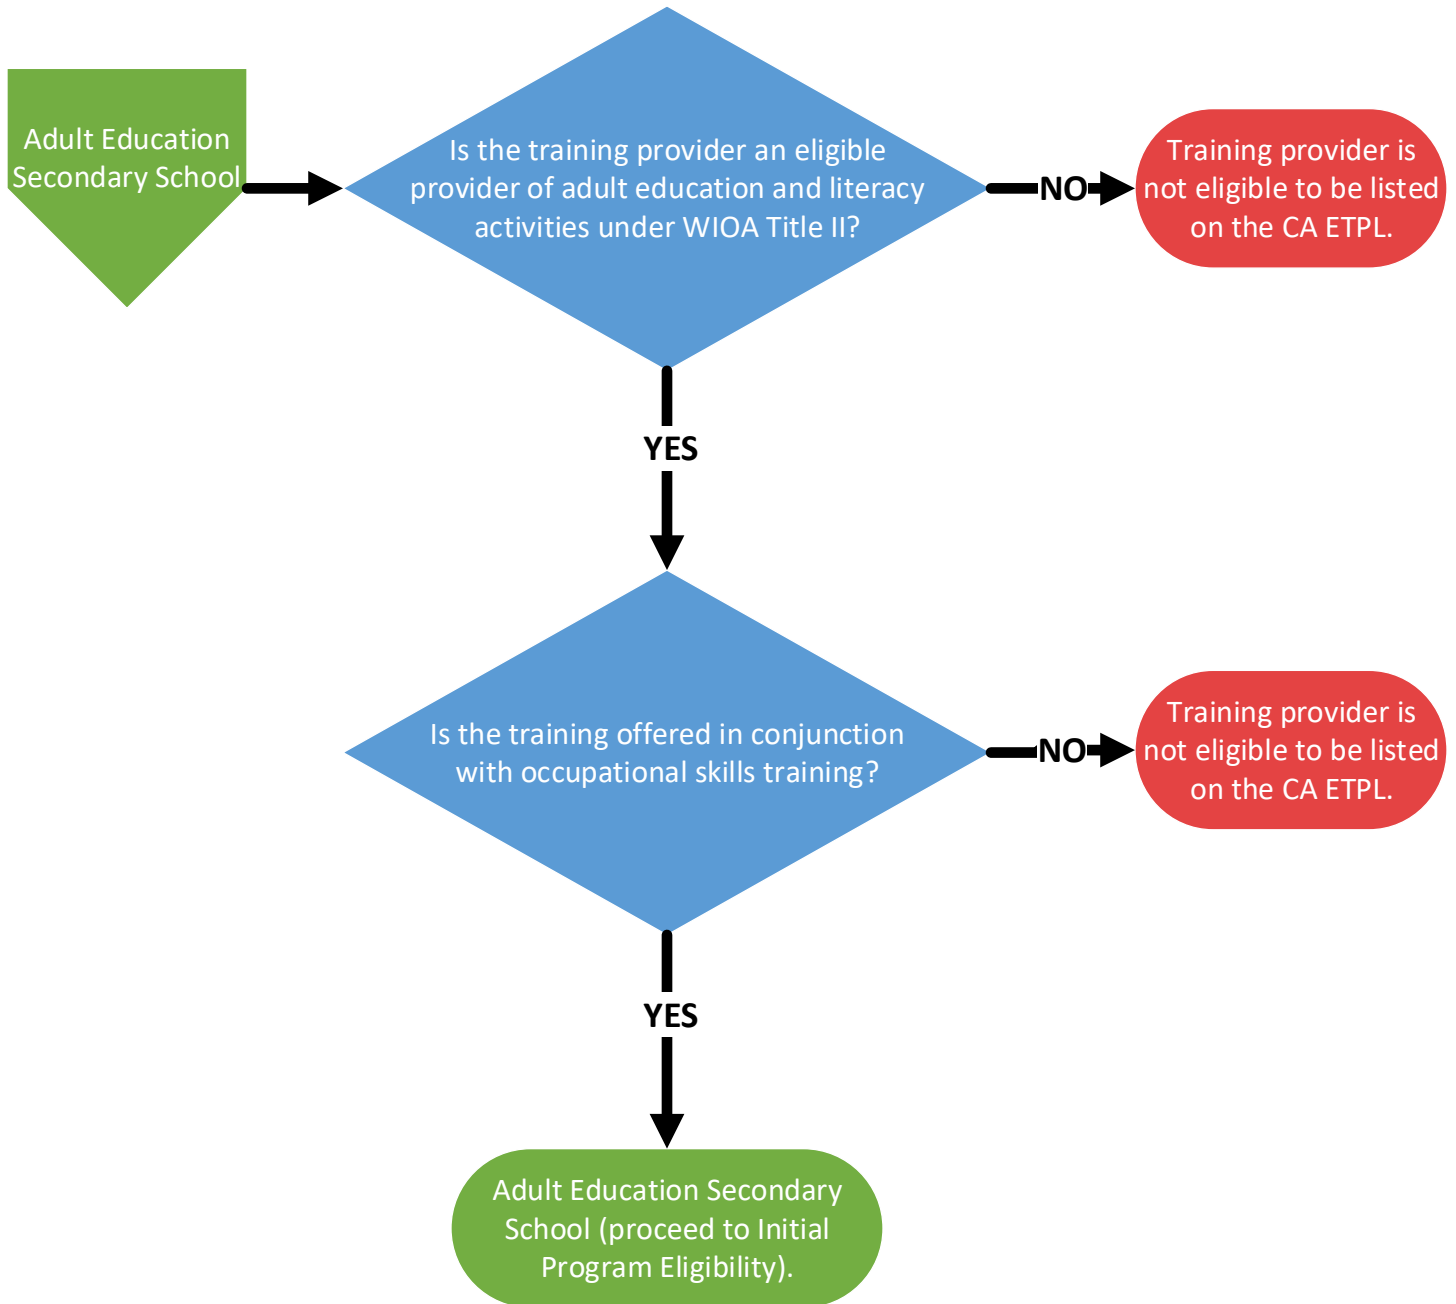 Adult Education
Secondary School
Is the training provider an eligible
provider of adult education and literacy
activities under WIOA Title II?
NO
Training provider is
not eligible to be listed
on the CA ETPL.
YES
Is the training offered in conjunction
with occupational skills training?
NO
Training provider is
not eligible to be listed
on the CA ETPL.
YES
Adult Education Secondary
School (proceed to Initial
Program Eligibility).